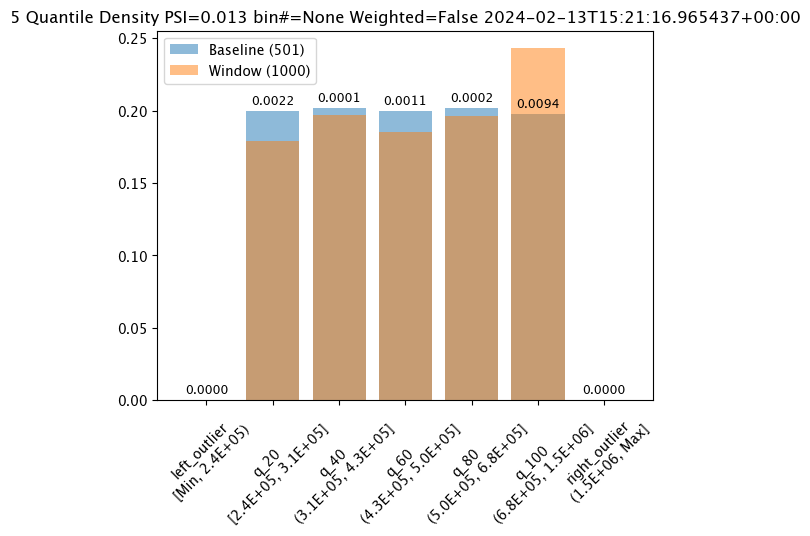 5 Quantile Density PSI=0.013 bin#=None Weighted=False 2024-02-13T15:21:16.965437+00:00
Baseline (501)
Window (1000)
0.25
0.20
0.15
0.10
0.05
0.00
0.0000
0.0022
0.0001
0.0011
0.0002
0.0094
0.0000
left_outlier
[Min, 2.4E+05)
q_20
[2.4E+05, 3.1E+05]
q_40
(3.1E+05, 4.3E+05]
q_60
(4.3E+05, 5.0E+05]
q_80
(5.0E+05, 6.8E+05]
q_100
(6.8E+05, 1.5E+06]
right_outlier
(1.5E+06, Max]